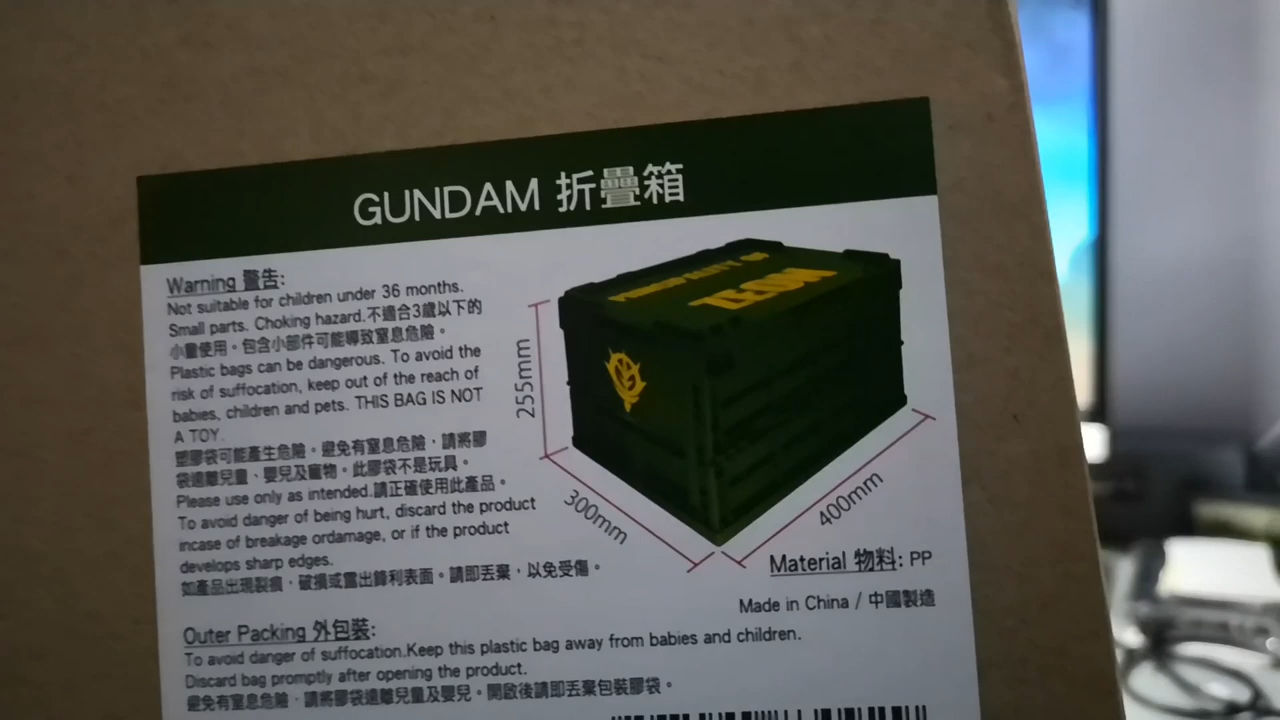 GUNDAM 折疊箱
Warning 警告:
Not suitable for children under 36 months.
Small parts. Choking hazard.不適合3歲以下的
小童使用。包含小部件可能導致窒息危險。
Plastic bags can be dangerous. To avoid the
risk of suffocation, keep out of the reach of
babies, children and pets. THIS BAG IS NOT
A TOY.
塑膠袋可能產生危險。避免有窒息危險，請將膠
袋遠離兒童、嬰兒及寵物。此膠袋不是玩具。
Please use only as intended.請正確使用此產品。
To avoid danger of being hurt, discard the product
incase of breakage ordamage, or if the product
develops sharp edges.
如產品出現裂痕，破損或露出鋒利表面。請即丟棄，以免受傷。
PRINCIPALITY OF
ZEON
255mm
300mm
400mm
Material 物料: PP
Made in China / 中國製造
Outer Packing 外包裝:
To avoid danger of suffocation.Keep this plastic bag away from babies and children.
Discard bag promptly after opening the product.
避免有窒息危險，請將膠袋遠離兒童及嬰兒。開啟後請即丟棄包裝膠袋。